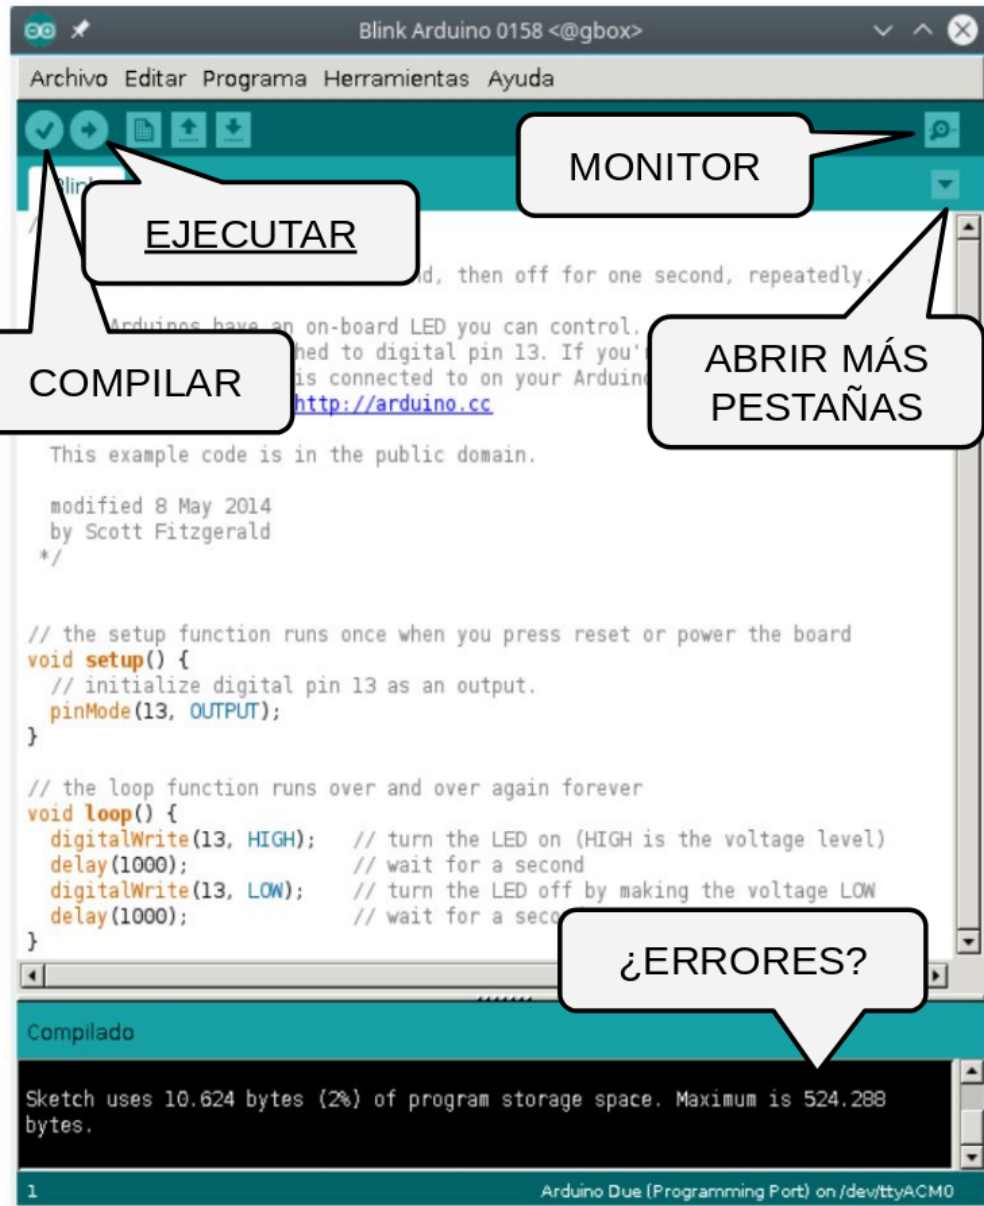 Blink Arduino 0158 <@gbox>
Archivo Editar Programa Herramientas Ayuda
MONITOR
EJECUTAR
then off for one second, repeatedly.
Arduinos have an on-board LED you can control.
to digital pin 13. If
COMPILAR
is connected to on your
ABRIR MÁS
PESTAÑAS
http://arduino.cc
This example code is in the public domain.
modified 8 May 2014
by Scott Fitzgerald
*/
// the setup function runs once when you press reset or power the board
void setup() {
// initialize digital pin 13 as an output.
pinMode(13, OUTPUT);
}
// the loop function runs over and over again forever
void loop() {
digitalWrite(13, HIGH);   // turn the LED on (HIGH is the voltage level)
delay(1000);              // wait for a second
digitalWrite(13, LOW);    // turn the LED off by making the voltage LOW
delay(1000);              // wait for a
}
¿ERRORES?
Compilado
Sketch uses 10.624 bytes (2%) of program storage space. Maximum is 524.288
bytes.
1
Arduino Due (Programming Port) on /dev/ttyACM0